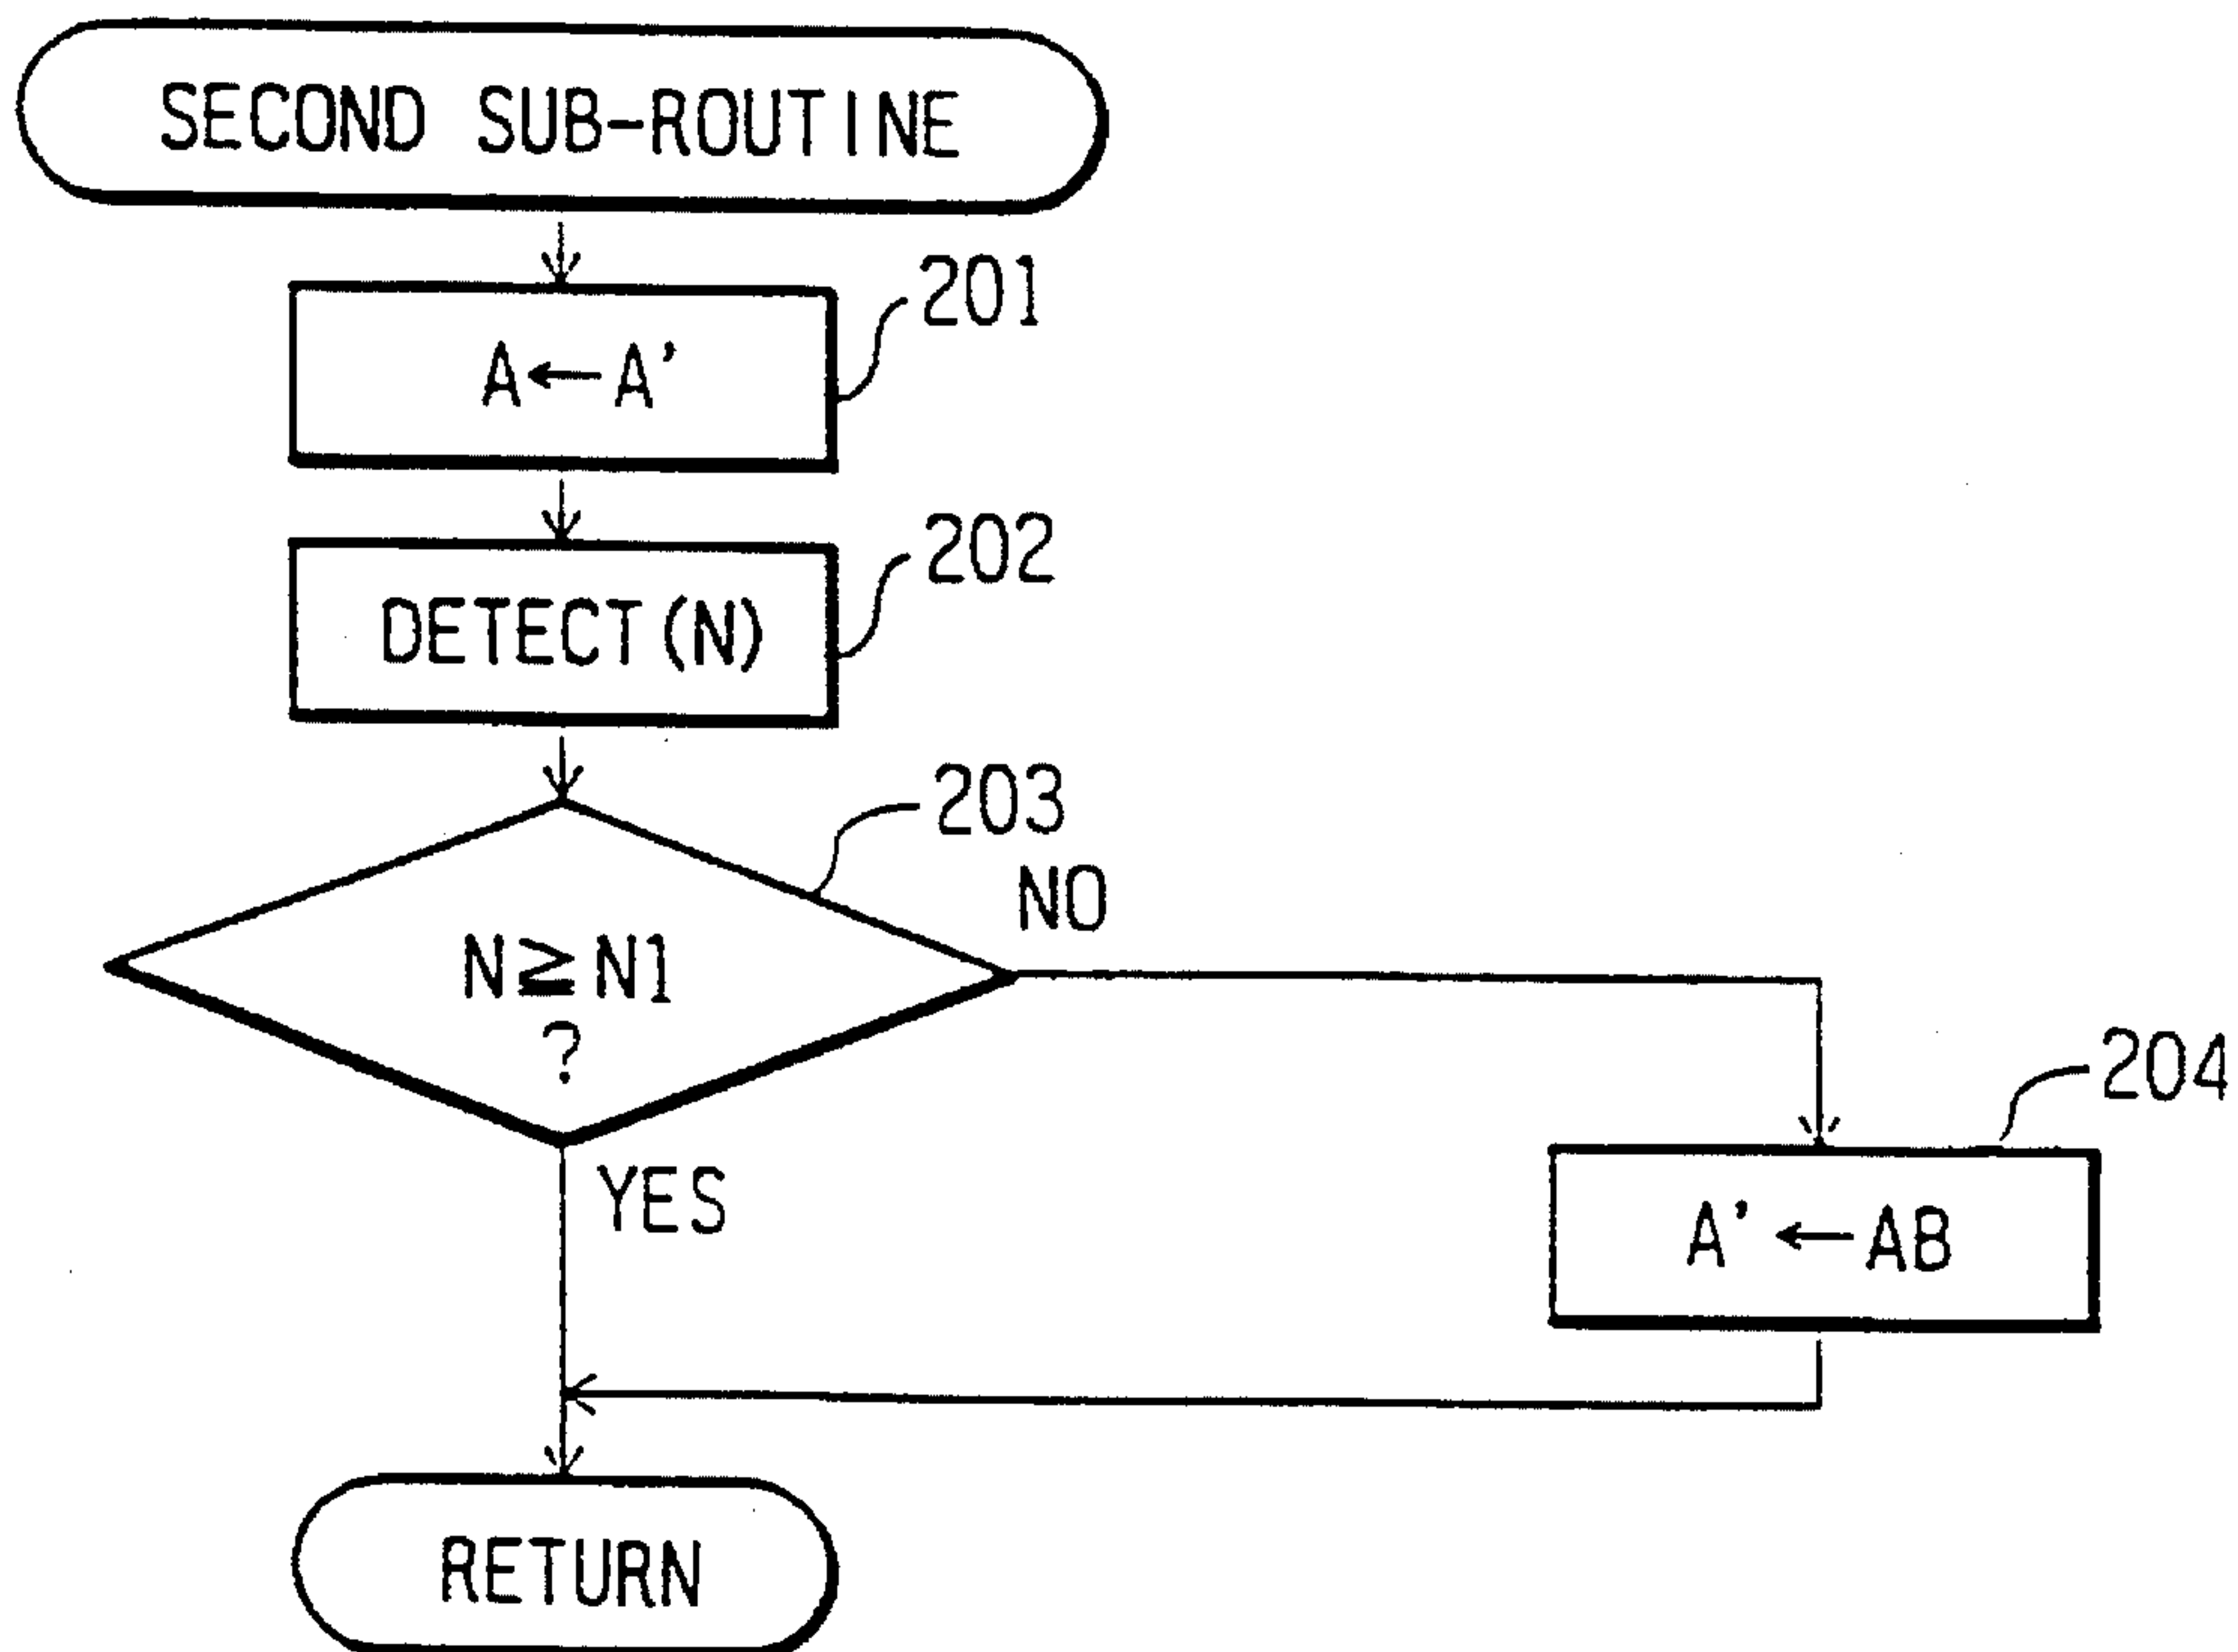 SECOND SUB-ROUTINE
201
A←A'
202
DETECT(N)
203
NO
N≧N1
?
204
YES
A'←AB
RETURN